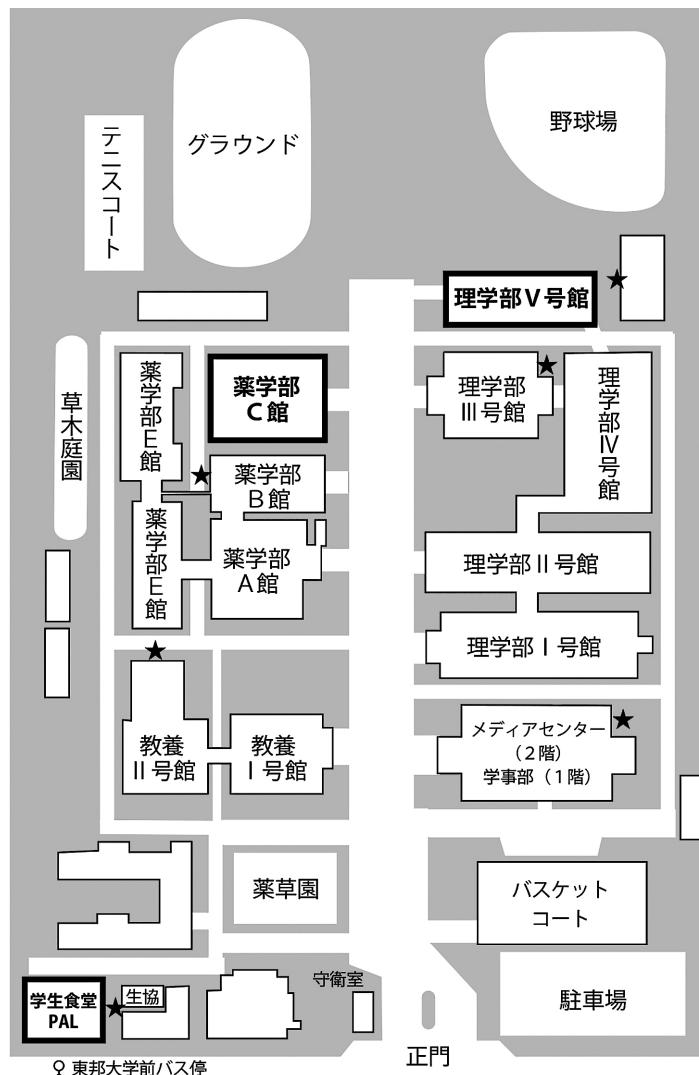 グラウンド
野球場
テニスコート
理学部Ⅴ号館
薬学部
E館
薬学部
C館
理学部
Ⅲ号館
理学部Ⅳ号館
草木庭園
薬学部
B館
薬学部E館
薬学部
A館
理学部Ⅱ号館
理学部Ⅰ号館
教養
Ⅱ号館
教養
Ⅰ号館
メディアセンター
（2階）
学事部（1階）
薬草園
バスケット
コート
守衛室
学生食堂
PAL
生協
駐車場
正門
東邦大学前バス停